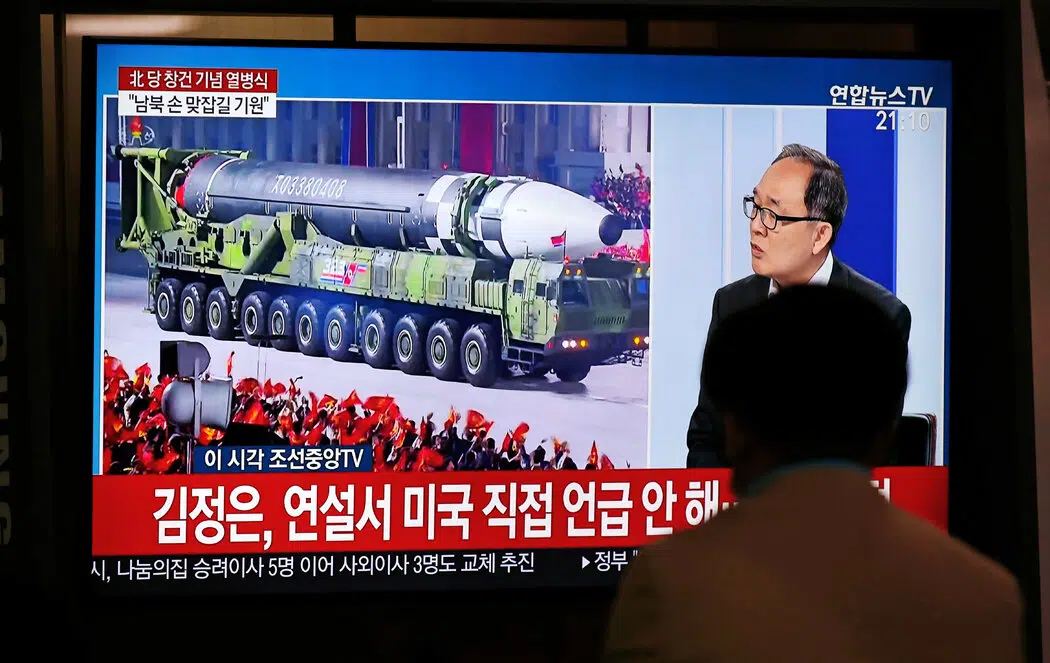 北 당 창건 기념 열병식
"남북 손 맞잡길 기원"
연합뉴스TV
21:10
이 시각 조선중앙TV
김정은, 연설서 미국 직접 언급 안 해
시, 나눔의집 승려이사 5명 이어 사외이사 3명도 교체 추진 ▶정부 "